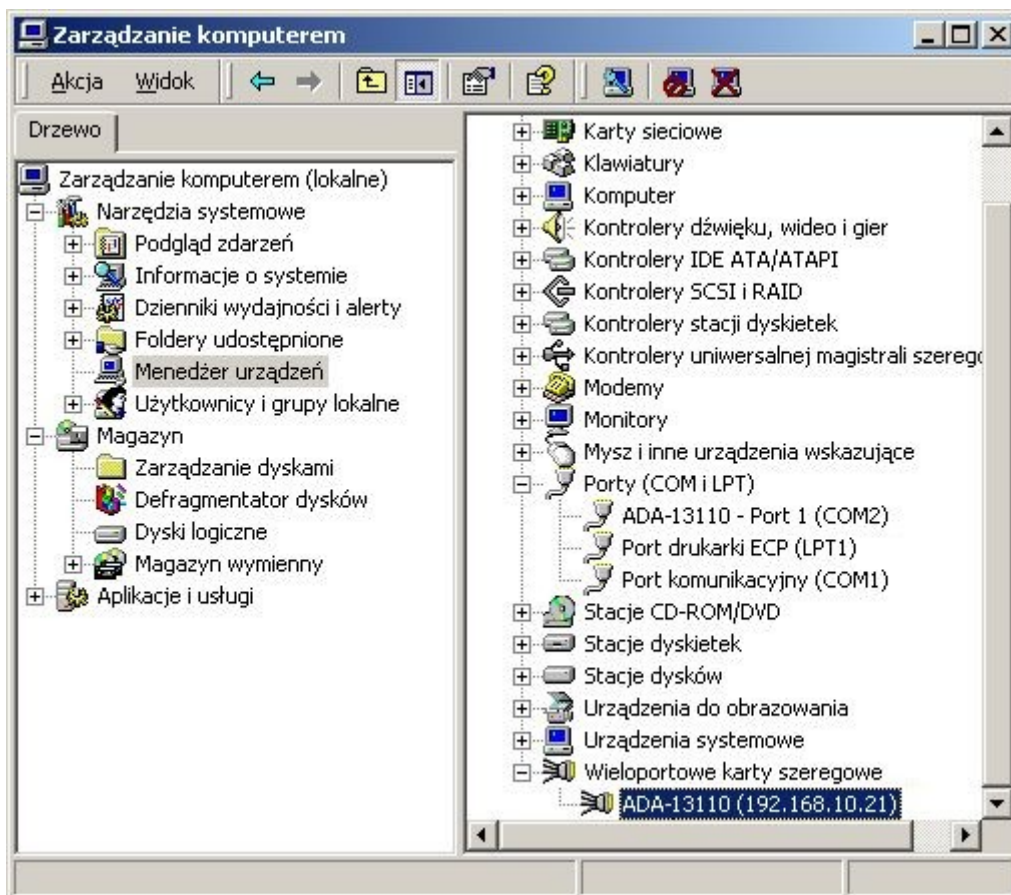 Zarządzanie komputerem
Akcja Widok
Drzewo
Zarządzanie komputerem (lokalne)
Narzędzia systemowe
Podgląd zdarzeń
Informacje o systemie
Dzienniki wydajności i alerty
Foldery udostępnione
Menedżer urządzeń
Użytkownicy i grupy lokalne
Magazyn
Zarządzanie dyskami
Defragmentator dysków
Dyski logiczne
Magazyn wymienny
Aplikacje i usługi
Karty sieciowe
Klawiatury
Komputer
Kontrolery dźwięku, wideo i gier
Kontrolery IDE ATA/ATAPI
Kontrolery SCSI i RAID
Kontrolery stacji dyskietek
Kontrolery uniwersalnej magistrali szerego
Modemy
Monitory
Mysz i inne urządzenia wskazujące
Porty (COM i LPT)
ADA-13110 - Port 1 (COM2)
Port drukarki ECP (LPT1)
Port komunikacyjny (COM1)
Stacje CD-ROM/DVD
Stacje dyskietek
Stacje dysków
Urządzenia do obrazowania
Urządzenia systemowe
Wieloportowe karty szeregowe
ADA-13110 (192.168.10.21)